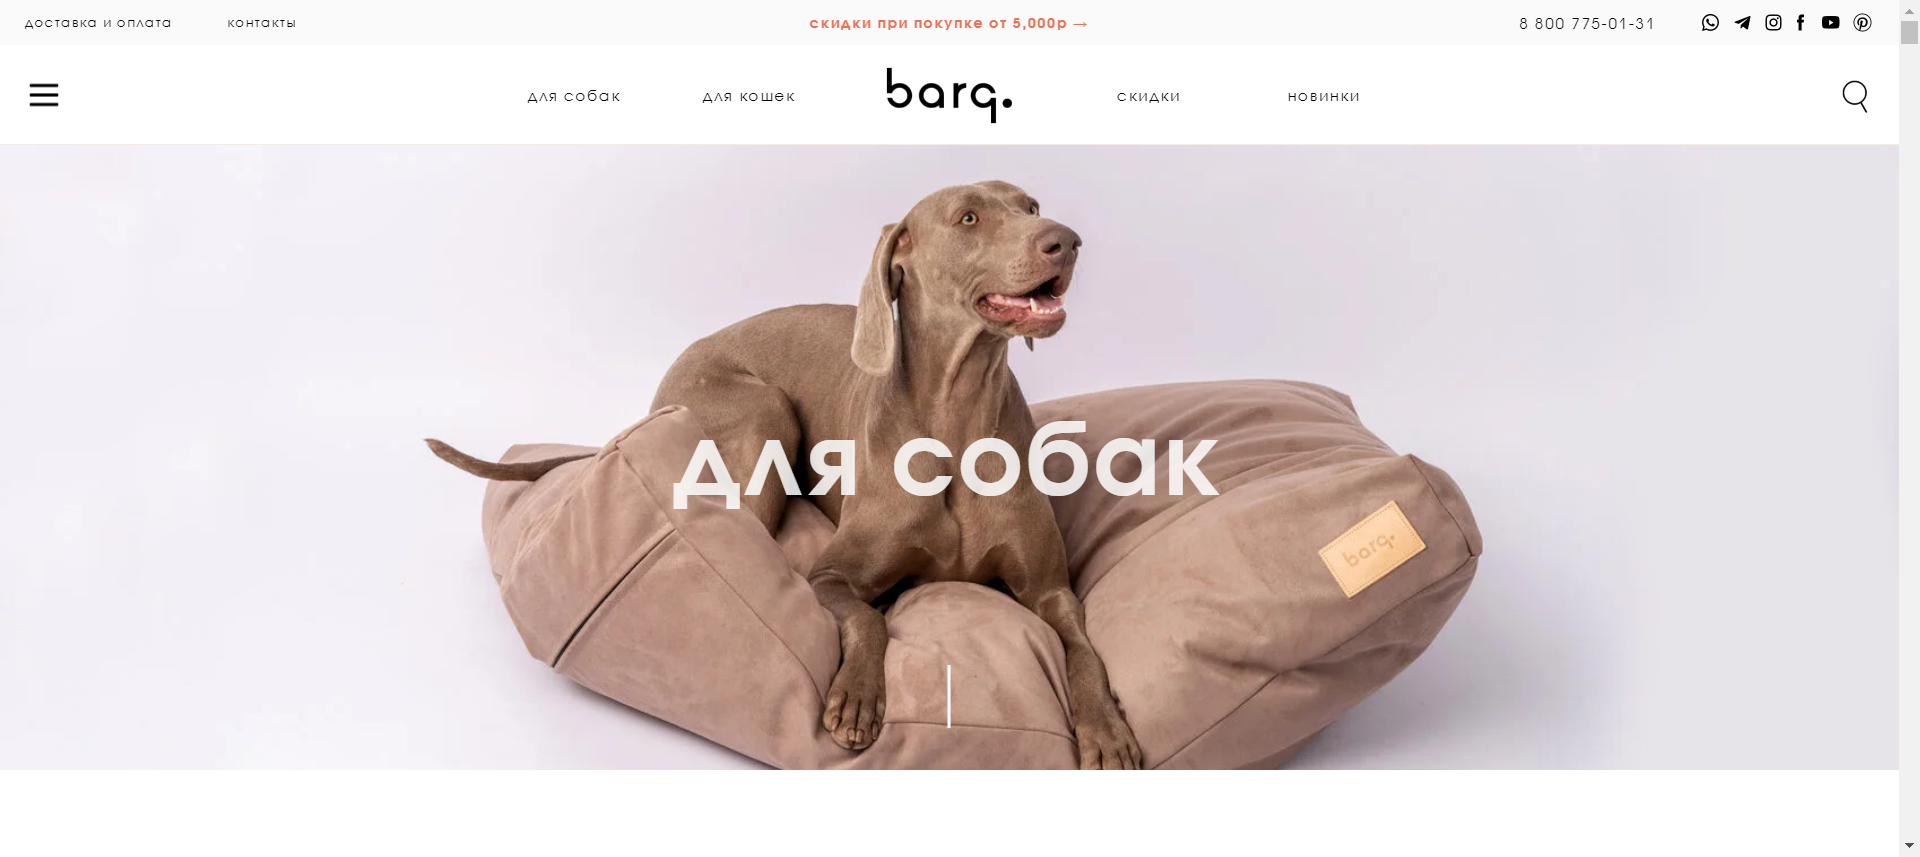 доставка и оплата
контакты
скидки при покупке от 5,000р →
8 800 775-01-31
для собак
для кошек
barq.
скидки
новинки
для собак
barq.